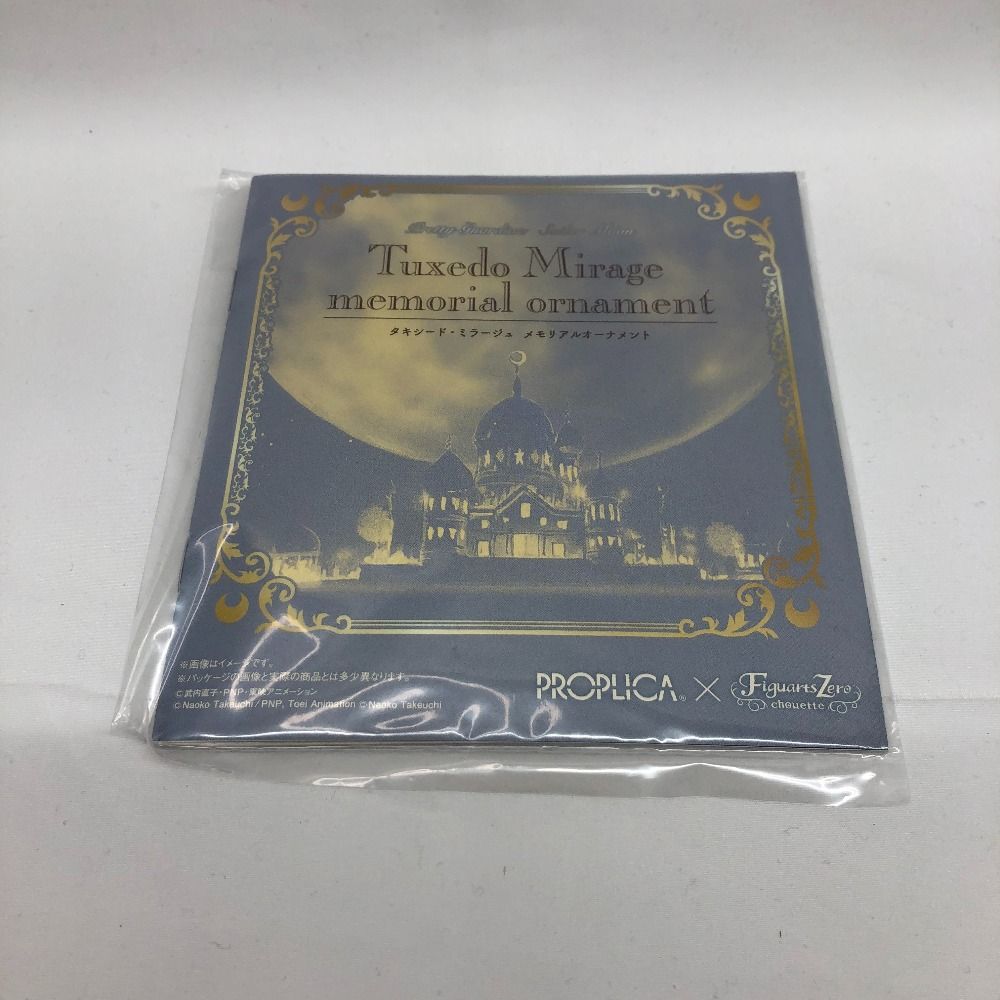 Pretty Guardian Sailor Moon
Tuxedo Mirage
memorial ornament
タキシード・ミラージュ メモリアルオーナメント
※画像はイメージです。
※パッケージの画像と実際の商品とは多少異なります。
©武内直子・PNP・東映アニメーション
©Naoko Takeuchi/PNP, Toei Animation ©Naoko Takeuchi
PROPLICA® × FiguartsZero
chouette